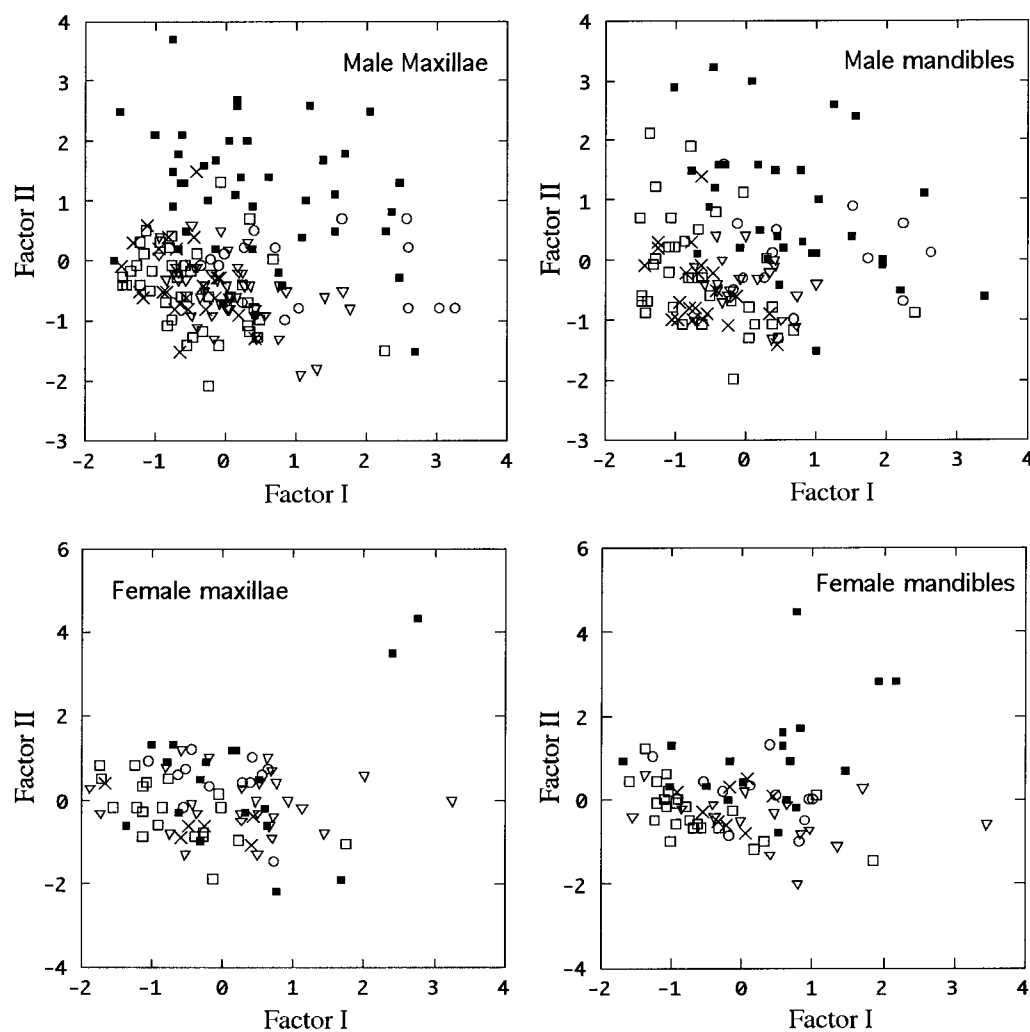 Male Maxillae
4
3
2
1
0
-1
-2
-3
Factor II
-2 -1 0 1 2 3 4
Factor I
Male mandibles
4
3
2
1
0
-1
-2
-3
Factor II
-2 -1 0 1 2 3 4
Factor I
Female maxillae
6
4
2
0
-2
-4
Factor II
-2 -1 0 1 2 3 4
Factor I
Female mandibles
6
4
2
0
-2
-4
Factor II
-2 -1 0 1 2 3 4
Factor I